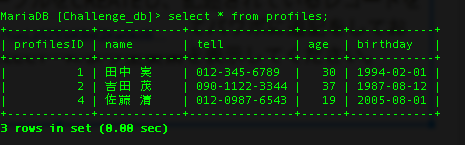 MariaDB [Challenge_db]> select * from profiles;
+------------+-----------+---------------+------+------------+
| profilesID | name      | tell          | age  | birthday   |
+------------+-----------+---------------+------+------------+
|          1 | 田中 実   | 012-345-6789  |   30 | 1994-02-01 |
|          2 | 吉田 茂   | 090-1122-3344 |   37 | 1987-08-12 |
|          4 | 佐藤 清   | 012-0987-6543 |   19 | 2005-08-01 |
+------------+-----------+---------------+------+------------+
3 rows in set (0.00 sec)